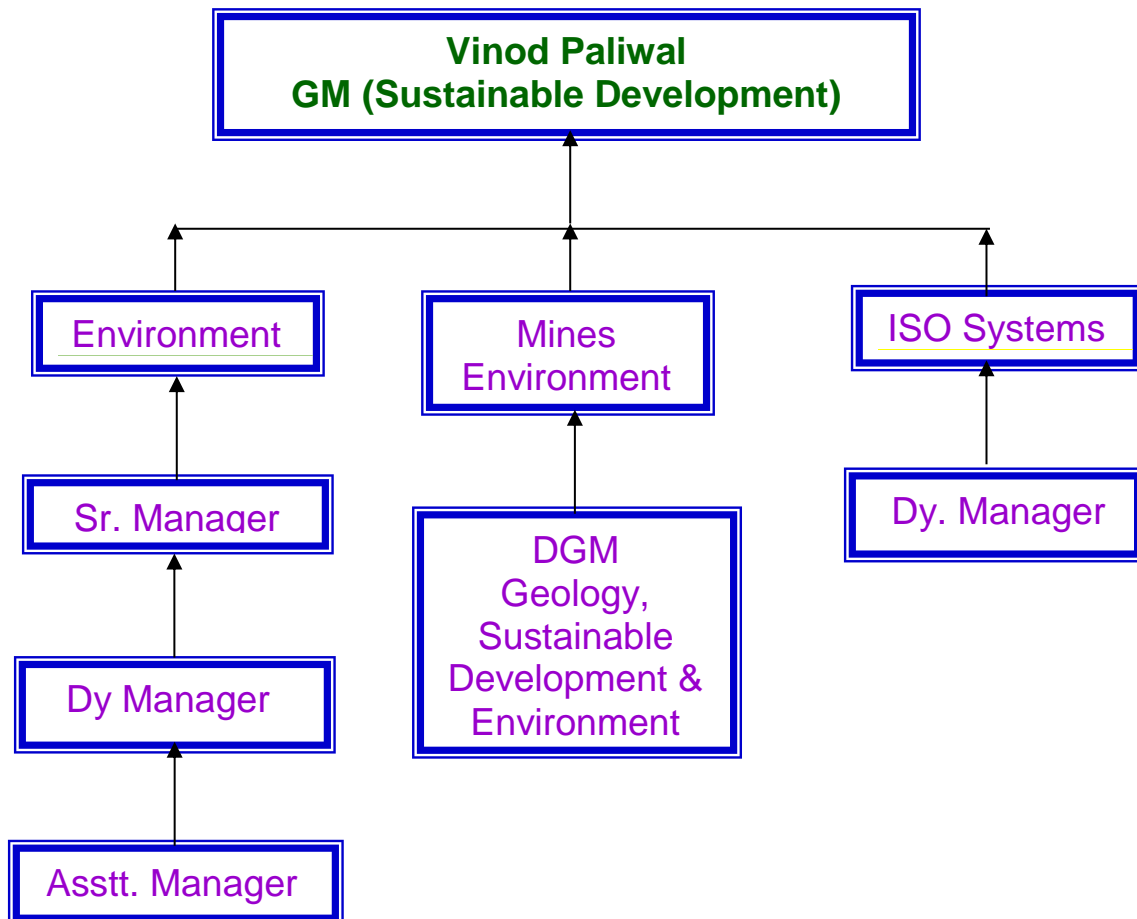 Vinod Paliwal
GM (Sustainable Development)
Environment
Mines
Environment
ISO Systems
Sr. Manager
DGM
Geology,
Sustainable
Development &
Environment
Dy. Manager
Dy Manager
Asstt. Manager